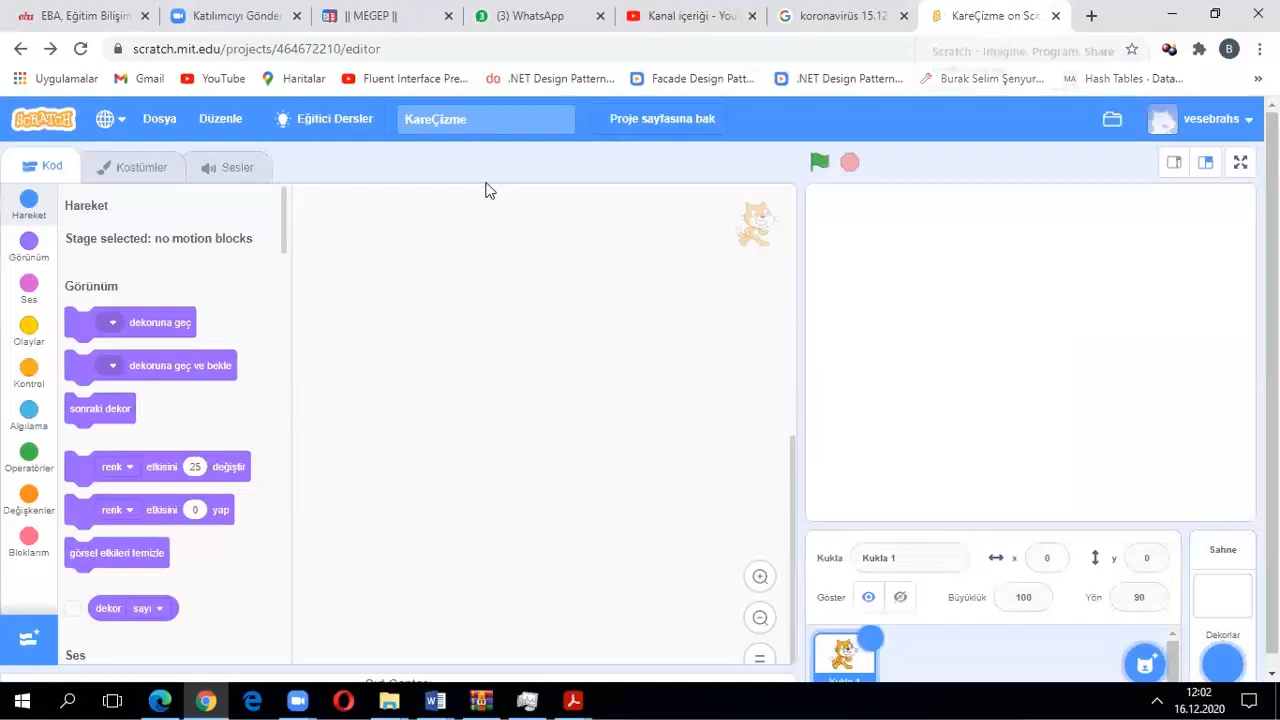 EBA, Eğitim Bilişim
Katılımcıyı Gönder
|| MEGEP ||
(3) WhatsApp
Kanal içeriği - You
koronavirüs 15.12
KareÇizme on Scr
scratch.mit.edu/projects/464672210/editor
Scratch - Imagine, Program, Share
B
Uygulamalar
Gmail
YouTube
Haritalar
Fluent Interface Pre...
do .NET Design Pattern...
Facade Design Patt...
.NET Design Pattern...
Burak Selim Şenyur...
MA Hash Tables - Data...
»
SCRATCH
Dosya
Düzenle
Eğitici Dersler
KareÇizme
Proje sayfasına bak
vesebrahs
Kod
Kostümler
Sesler
Hareket
Görünüm
Ses
Olaylar
Kontrol
Algılama
Operatörler
Değişkenler
Bloklarım
Hareket
Stage selected: no motion blocks
Görünüm
dekoruna geç
dekoruna geç ve bekle
sonraki dekor
renk etkisini 25 değiştir
renk etkisini 0 yap
görsel etkileri temizle
dekor sayı
Ses
Kukla Kukla 1 x 0 y 0
Göster Büyüklük 100 Yön 90
Sahne
Dekorlar
12:02
16.12.2020